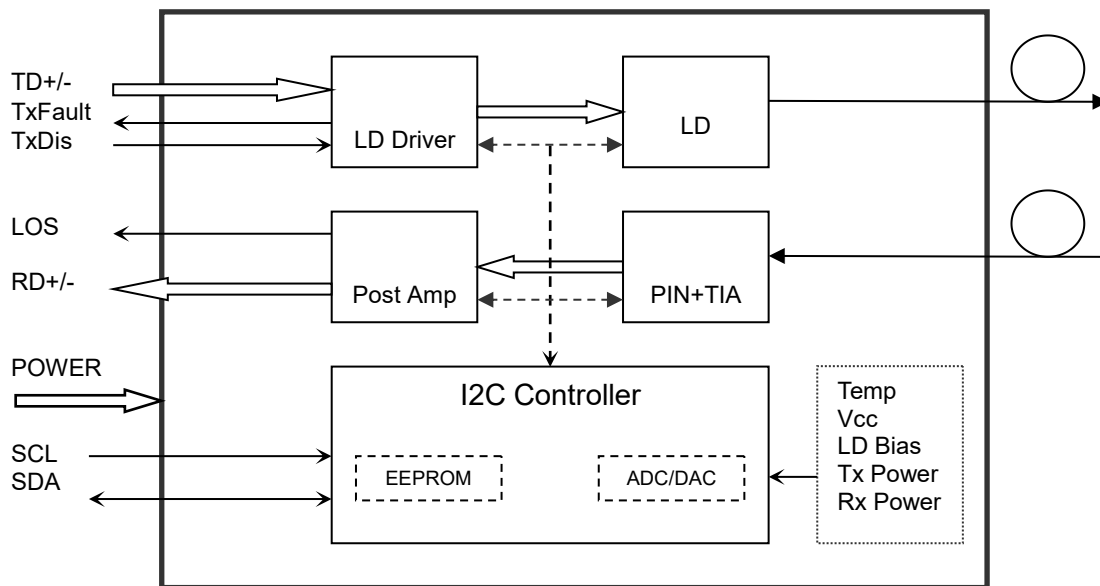 TD+/-
TxFault
TxDis
LD Driver
LD
LOS
RD+/-
Post Amp
PIN+TIA
POWER
I2C Controller
SCL
SDA
EEPROM
ADC/DAC
Temp
Vcc
LD Bias
Tx Power
Rx Power